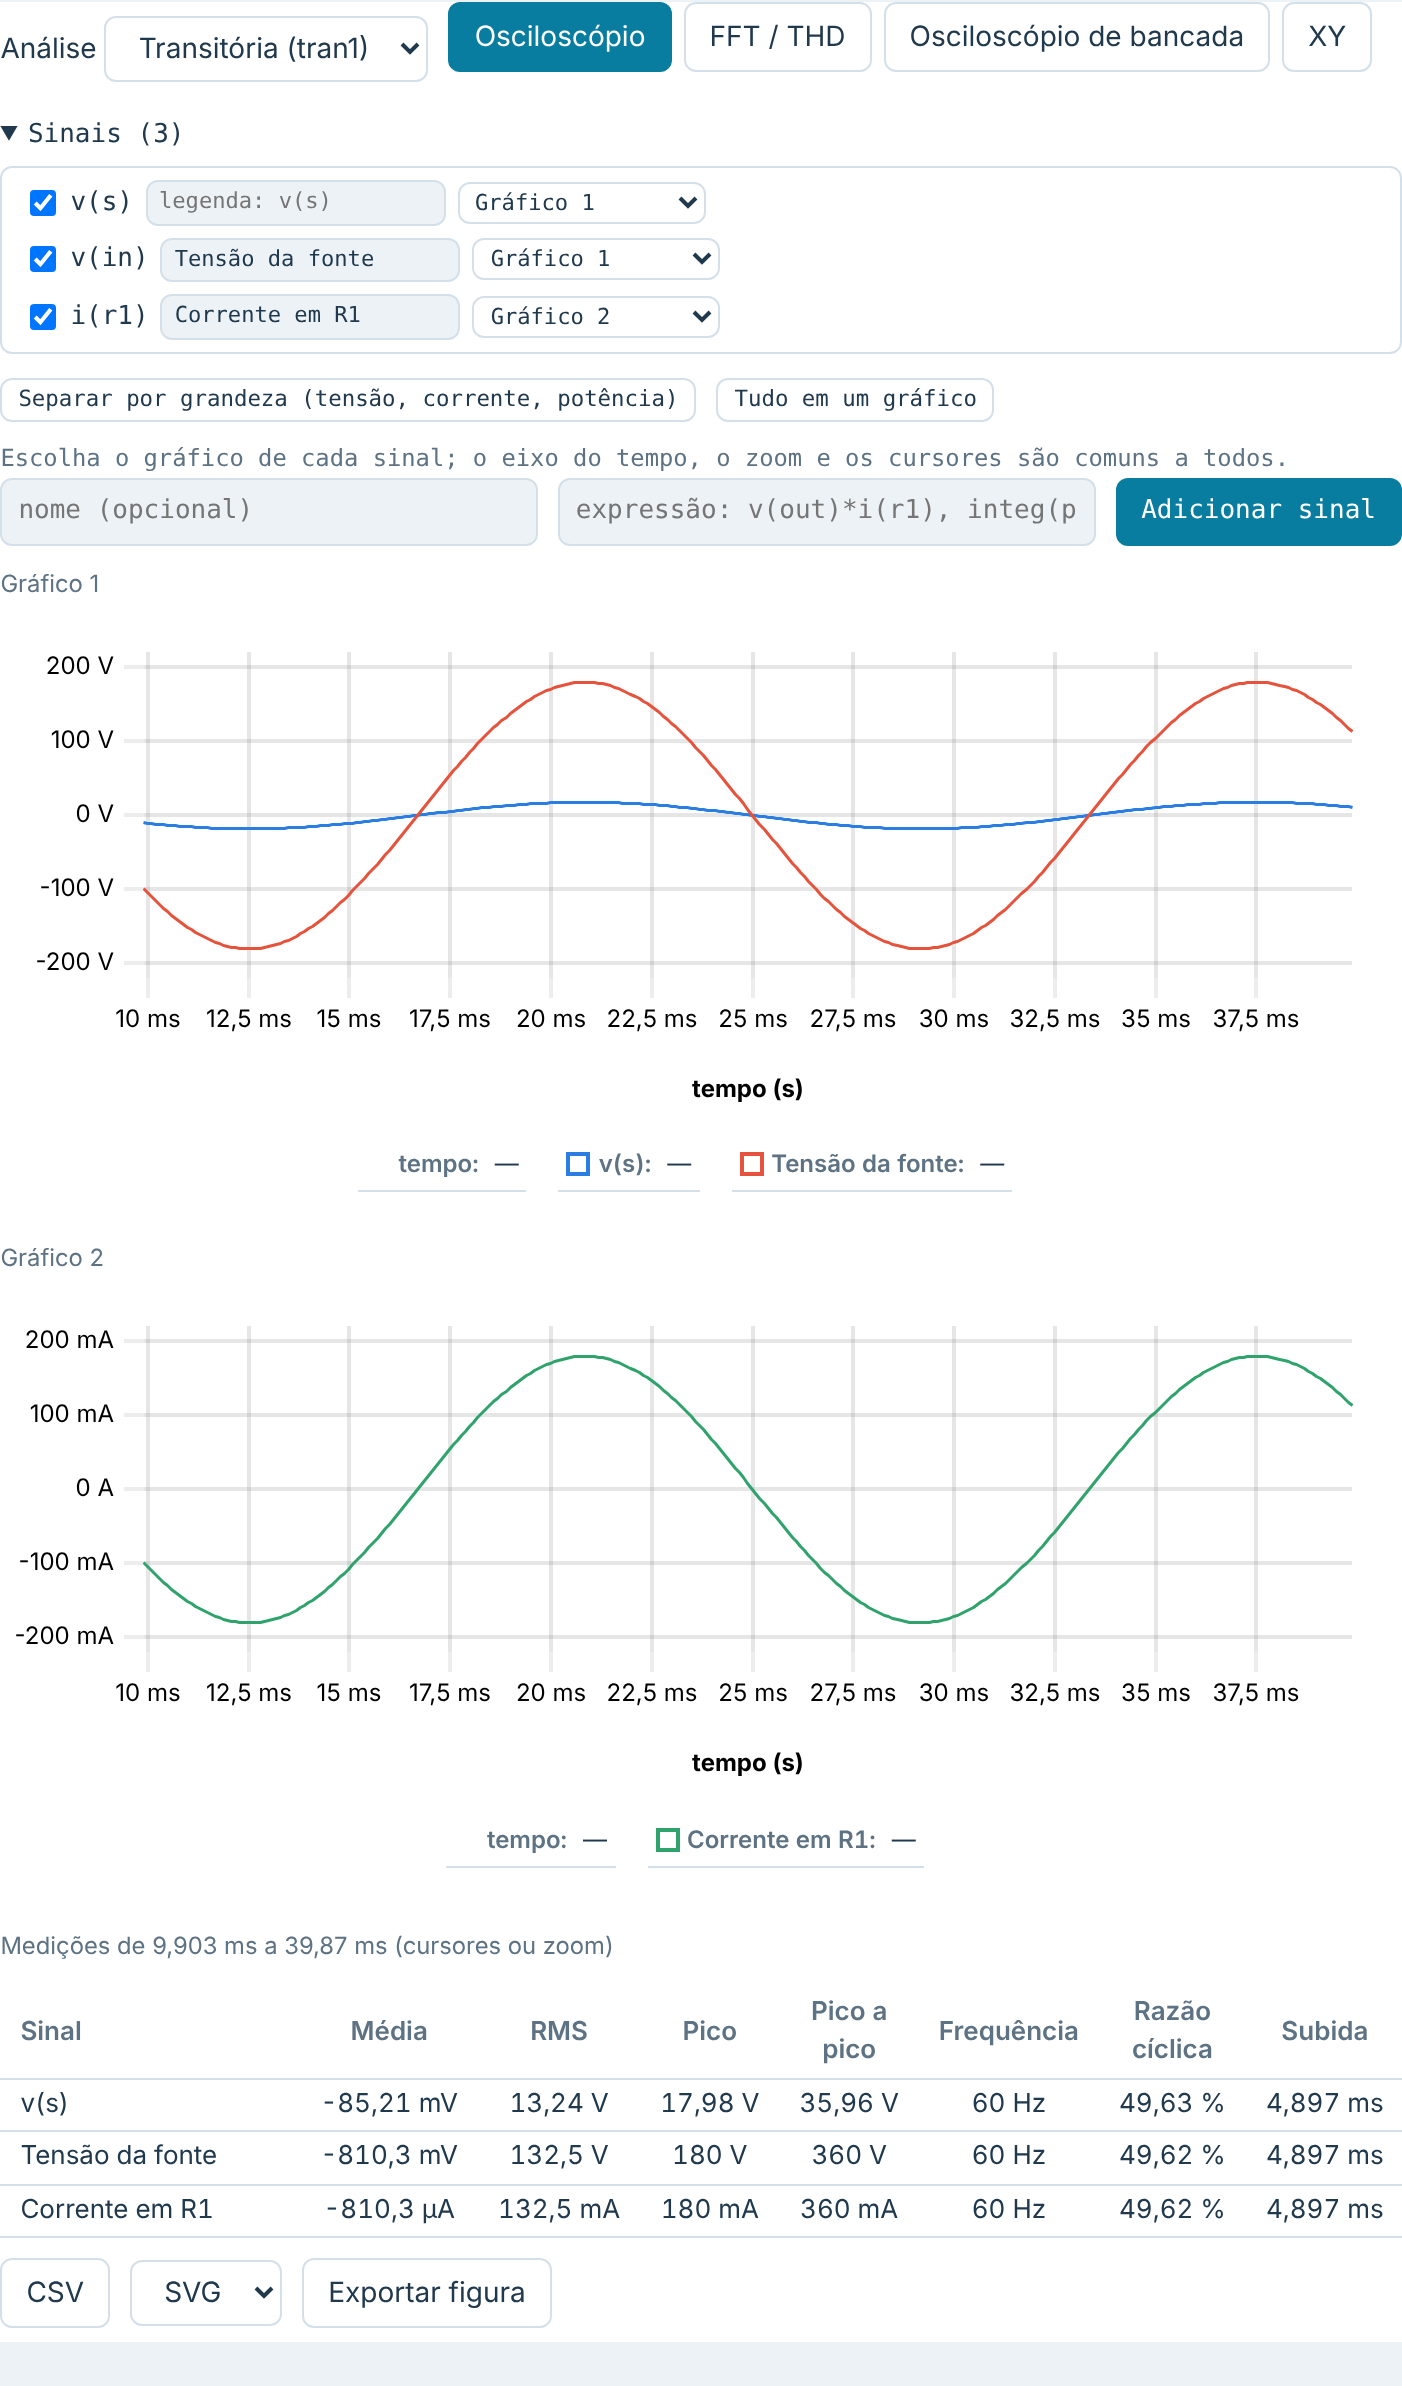 Análise
Transitória (tran1)
Osciloscópio
FFT / THD
Osciloscópio de bancada
XY
Sinais (3)
v(s)
legenda: v(s)
Gráfico 1
v(in)
Tensão da fonte
Gráfico 1
i(r1)
Corrente em R1
Gráfico 2
Separar por grandeza (tensão, corrente, potência)
Tudo em um gráfico
Escolha o gráfico de cada sinal; o eixo do tempo, o zoom e os cursores são comuns a todos.
nome (opcional)
expressão: v(out)*i(r1), integ(p
Adicionar sinal
Gráfico 1
200 V
100 V
0 V
-100 V
-200 V
10 ms 12,5 ms 15 ms 17,5 ms 20 ms 22,5 ms 25 ms 27,5 ms 30 ms 32,5 ms 35 ms 37,5 ms
tempo (s)
tempo: — v(s): — Tensão da fonte: —
Gráfico 2
200 mA
100 mA
0 A
-100 mA
-200 mA
10 ms 12,5 ms 15 ms 17,5 ms 20 ms 22,5 ms 25 ms 27,5 ms 30 ms 32,5 ms 35 ms 37,5 ms
tempo (s)
tempo: — Corrente em R1: —
Medições de 9,903 ms a 39,87 ms (cursores ou zoom)
Sinal Média RMS Pico Pico a pico Frequência Razão cíclica Subida
v(s) -85,21 mV 13,24 V 17,98 V 35,96 V 60 Hz 49,63 % 4,897 ms
Tensão da fonte -810,3 mV 132,5 V 180 V 360 V 60 Hz 49,62 % 4,897 ms
Corrente em R1 -810,3 µA 132,5 mA 180 mA 360 mA 60 Hz 49,62 % 4,897 ms
CSV
SVG
Exportar figura